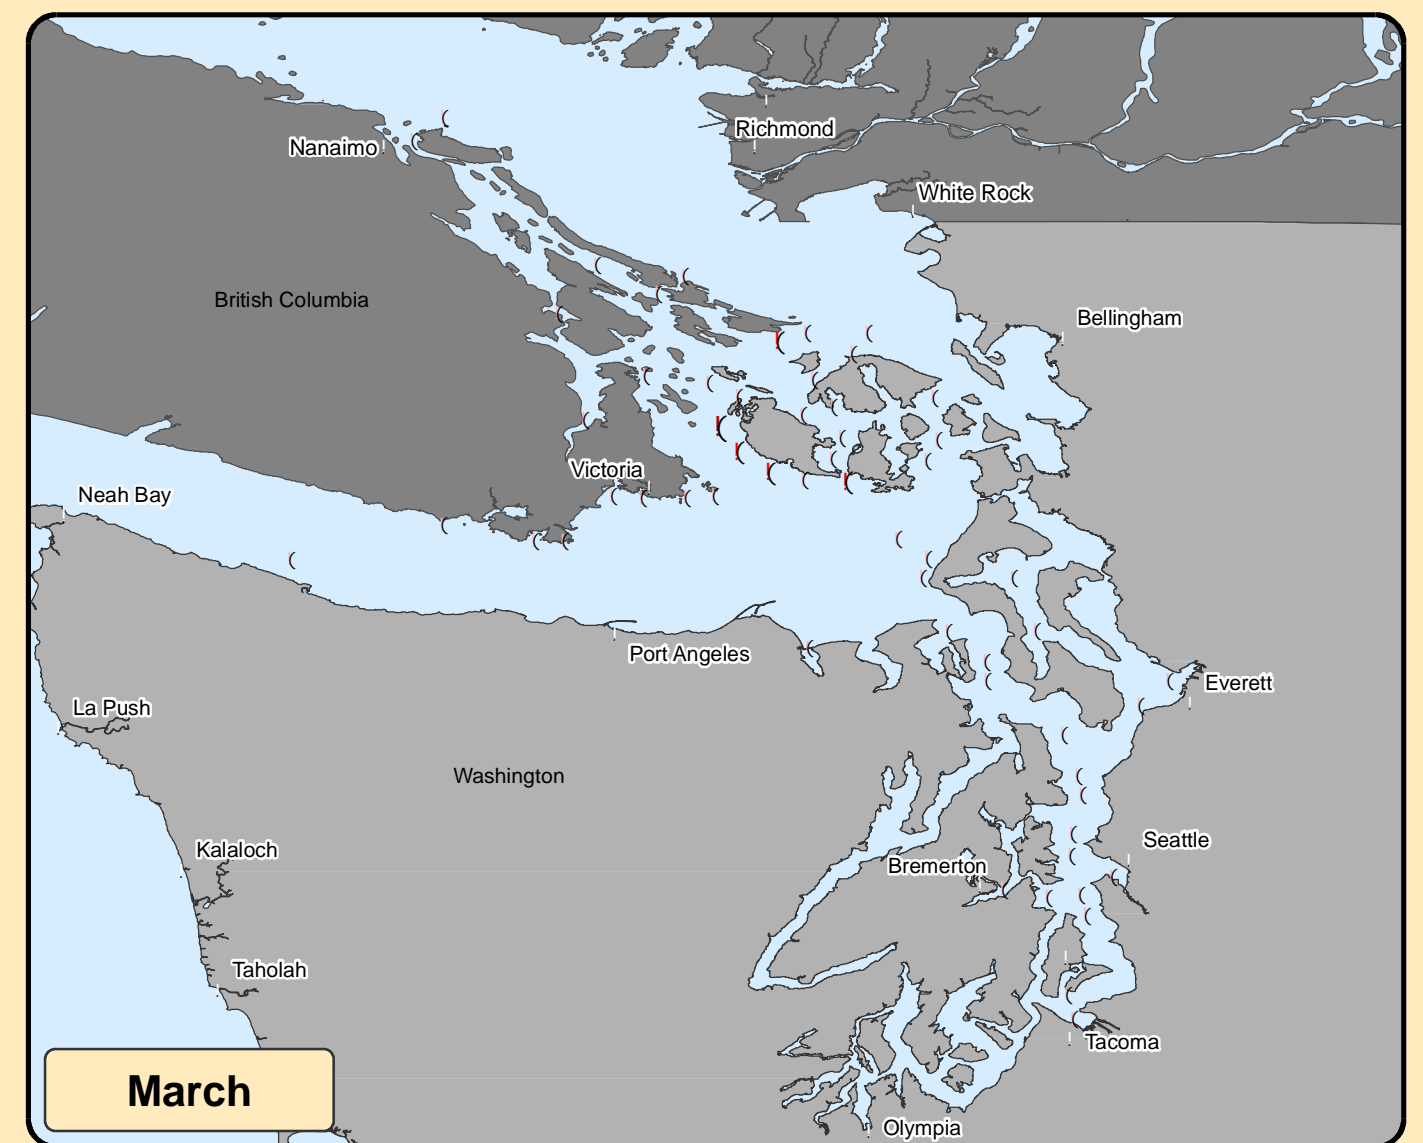 Richmond
Nanaimo
White Rock
British Columbia
Bellingham
Victoria
Neah Bay
Port Angeles
Everett
La Push
Washington
Seattle
Kalaloch
Bremerton
Taholah
Tacoma
March
Olympia